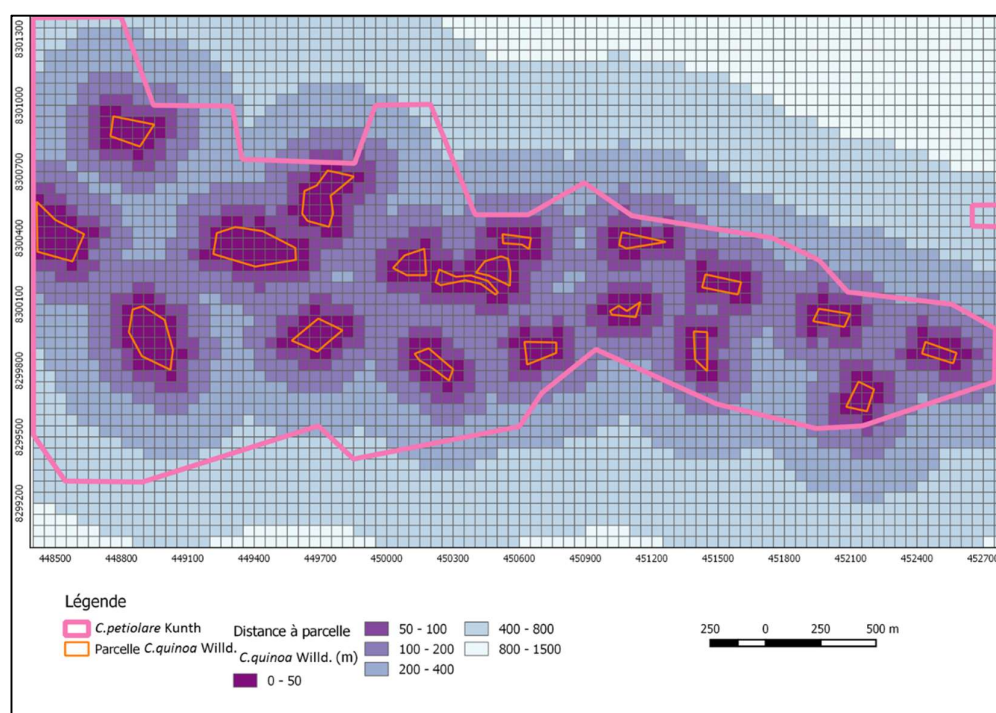 8301300
8301000
8300700
830400
830100
8299800
8299500
8299200
448500 448800 449100 449400 449700 450000 450300 450600 450900 451200 451500 451800 452100 452400 452700
Légende
C.petiolare Kunth
Parcelle C.quinoa Willd.
Distance à parcelle
C.quinoa Willd. (m)
0 - 50
50 - 100
100 - 200
200 - 400
400 - 800
800 - 1500
250 0 250 500 m